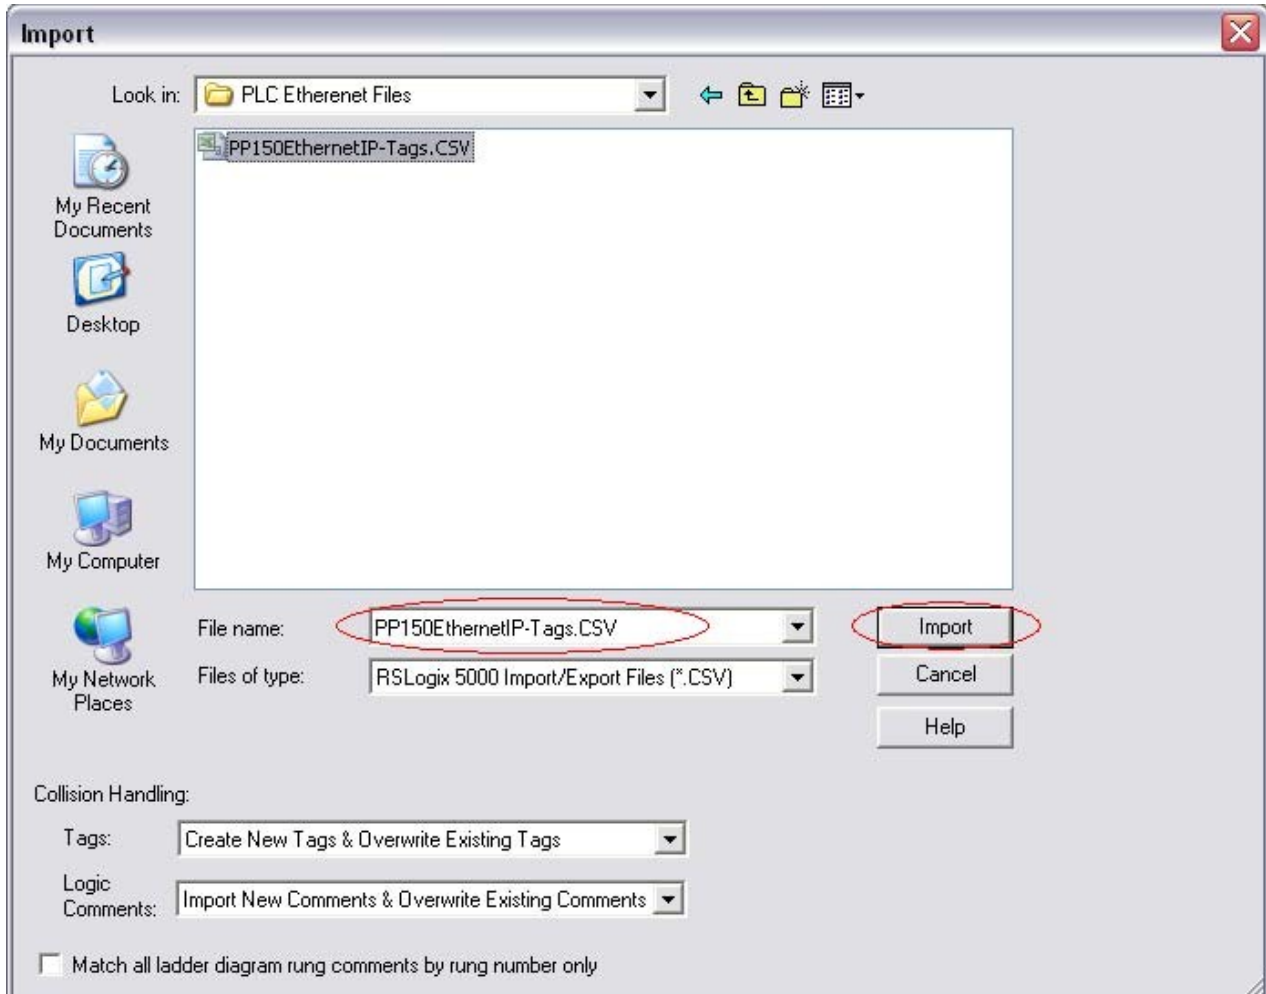 Import
Look in: PLC Etherenet Files
PP150EthernetIP-Tags.CSV
My Recent
Documents
Desktop
My Documents
My Computer
My Network
Places
File name: PP150EthernetIP-Tags.CSV Import
Files of type: RSLogix 5000 Import/Export Files (*.CSV) Cancel
Help
Collision Handling:
Tags: Create New Tags & Overwrite Existing Tags
Logic
Comments: Import New Comments & Overwrite Existing Comments
Match all ladder diagram rung comments by rung number only